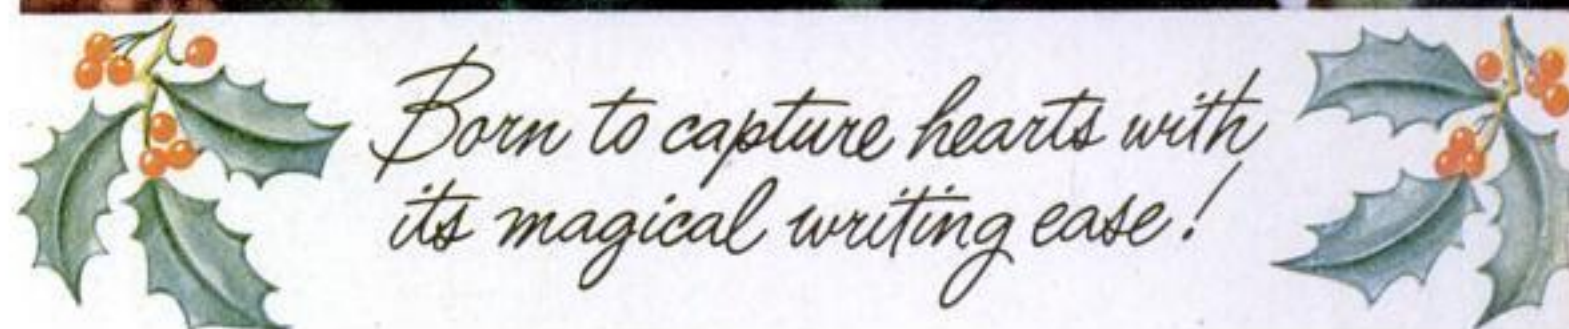 Born to capture hearts with
its magical writing ease!